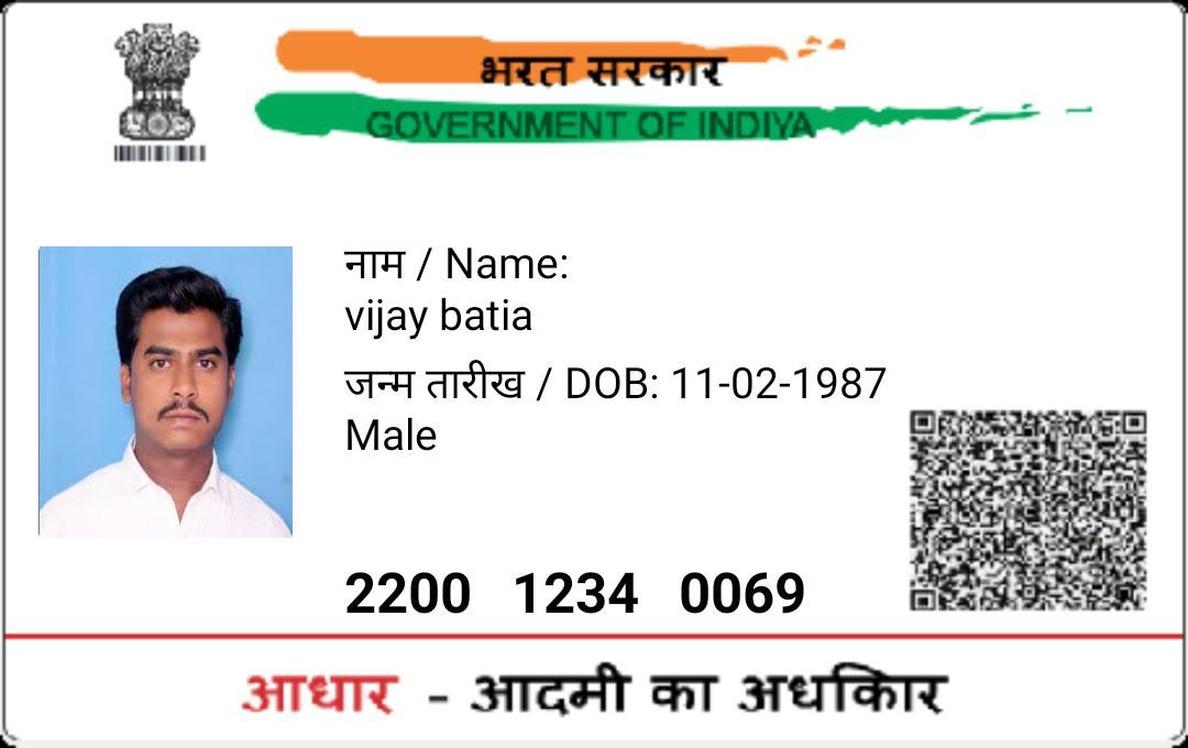 भरत सरकार
GOVERNMENT OF INDIYA
नाम / Name:
vijay batia
जन्म तारीख / DOB: 11-02-1987
Male
2200 1234 0069
आधार - आदमी का अधकिार